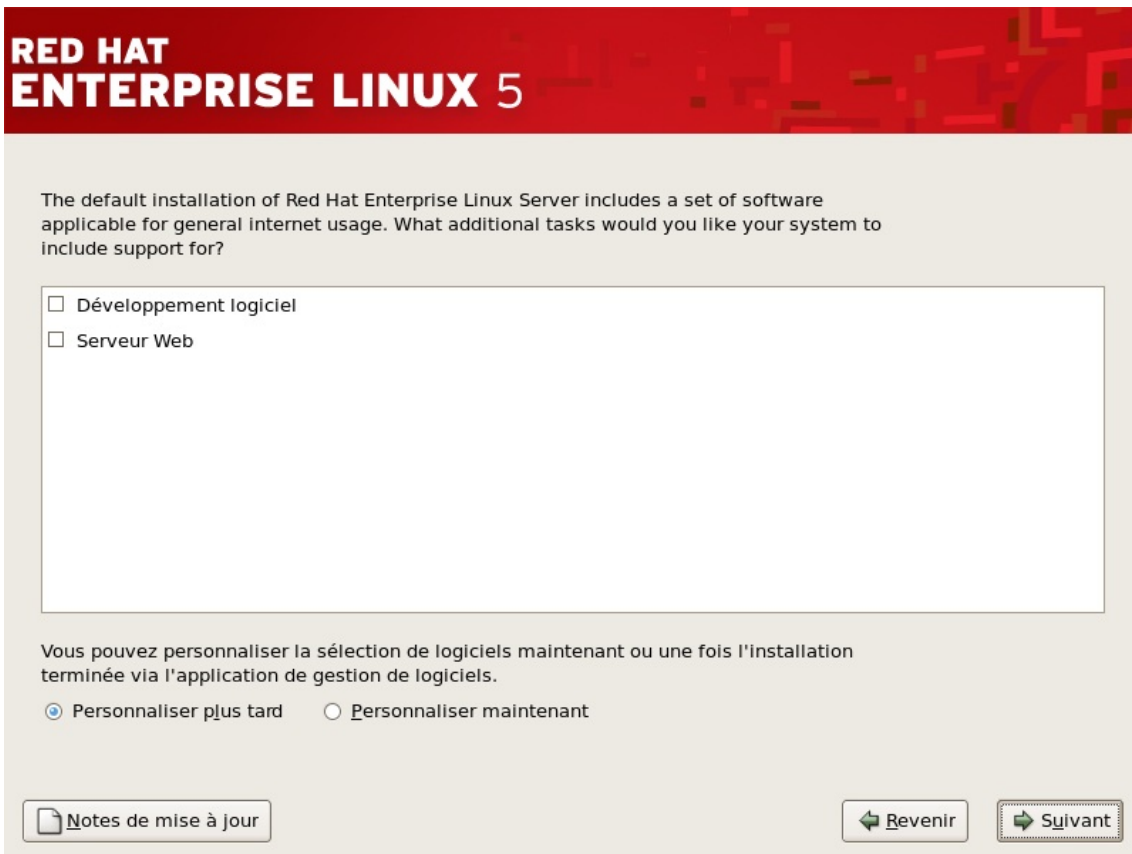 RED HAT
ENTERPRISE LINUX 5
The default installation of Red Hat Enterprise Linux Server includes a set of software
applicable for general internet usage. What additional tasks would you like your system to
include support for?
Développement logiciel
Serveur Web
Vous pouvez personnaliser la sélection de logiciels maintenant ou une fois l'installation
terminée via l'application de gestion de logiciels.
Personnaliser plus tard Personnaliser maintenant
Notes de mise à jour Revenir Suivant